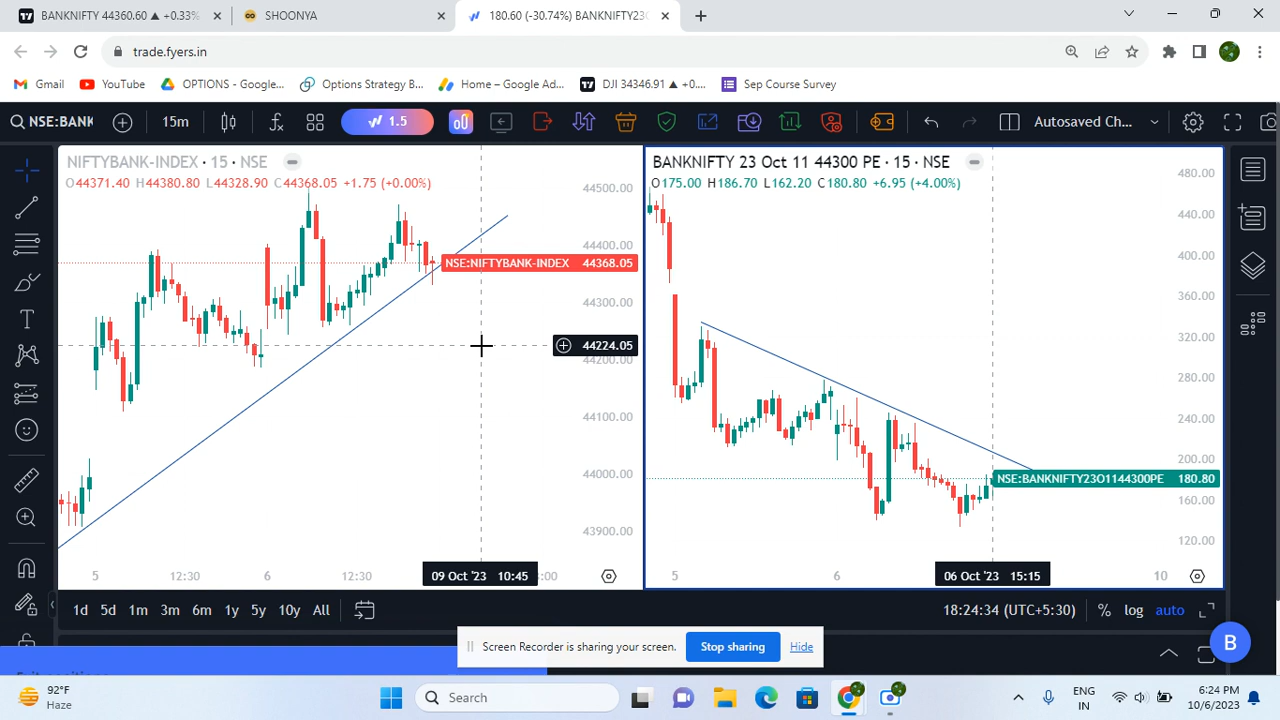 BANKNIFTY 44360.60 ▲ +0.33%
SHOONYA
180.60 (-30.74%) BANKNIFTY23O
trade.fyers.in
Gmail
YouTube
OPTIONS - Google...
Options Strategy B...
Home – Google Ad...
DJI 34346.91 ▲ +0....
Sep Course Survey
NSE:BANK
15m
1.5
Autosaved Ch...
NIFTYBANK-INDEX · 15 · NSE
O44371.40 H44380.80 L44328.90 C44368.05 +1.75 (+0.00%)
44500.00
44400.00
NSE:NIFTYBANK-INDEX 44368.05
44300.00
44224.05
44200.00
44100.00
44000.00
43900.00
5 12:30 6 12:30 09 Oct '23 10:45 :00
BANKNIFTY 23 Oct 11 44300 PE · 15 · NSE
O175.00 H186.70 L162.20 C180.80 +6.95 (+4.00%)
480.00
440.00
400.00
360.00
320.00
280.00
240.00
200.00
NSE:BANKNIFTY23O1144300PE 180.80
160.00
120.00
5 6 06 Oct '23 15:15 10
1d 5d 1m 3m 6m 1y 5y 10y All
18:24:34 (UTC+5:30) % log auto
B
Screen Recorder is sharing your screen. Stop sharing Hide
92°F
Haze
Search
ENG
IN
6:24 PM
10/6/2023